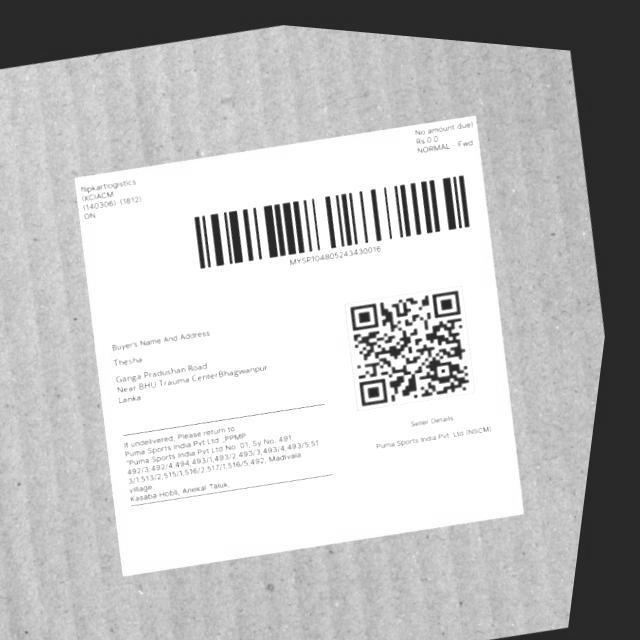 flipkartlogistics
(XCIACM
(140306) (1812)
ON
No amount due)
Rs 0.0
NORMAL - Fwd
MYSP104805243430016
Buyer's Name And Address
Thesha
Ganga Pradushan Road
Near BHU Trauma CenterBhagwanpur
Lanka
If undelivered, Please return to
Puma Sports India Pvt Ltd ,PPMP
"Puma Sports India Pvt Ltd No. 01, Sy No. 491,
492/3,492/4,494,493/1,493/2,493/3,493/4,493/5,51
3/1,513/2,515/1,516/2,517/1,516/5,492, Madivala
village,
Kasaba Hobli, Anekal Taluk,
Seller Details
Puma Sports India Pvt. Ltd (NSCM)